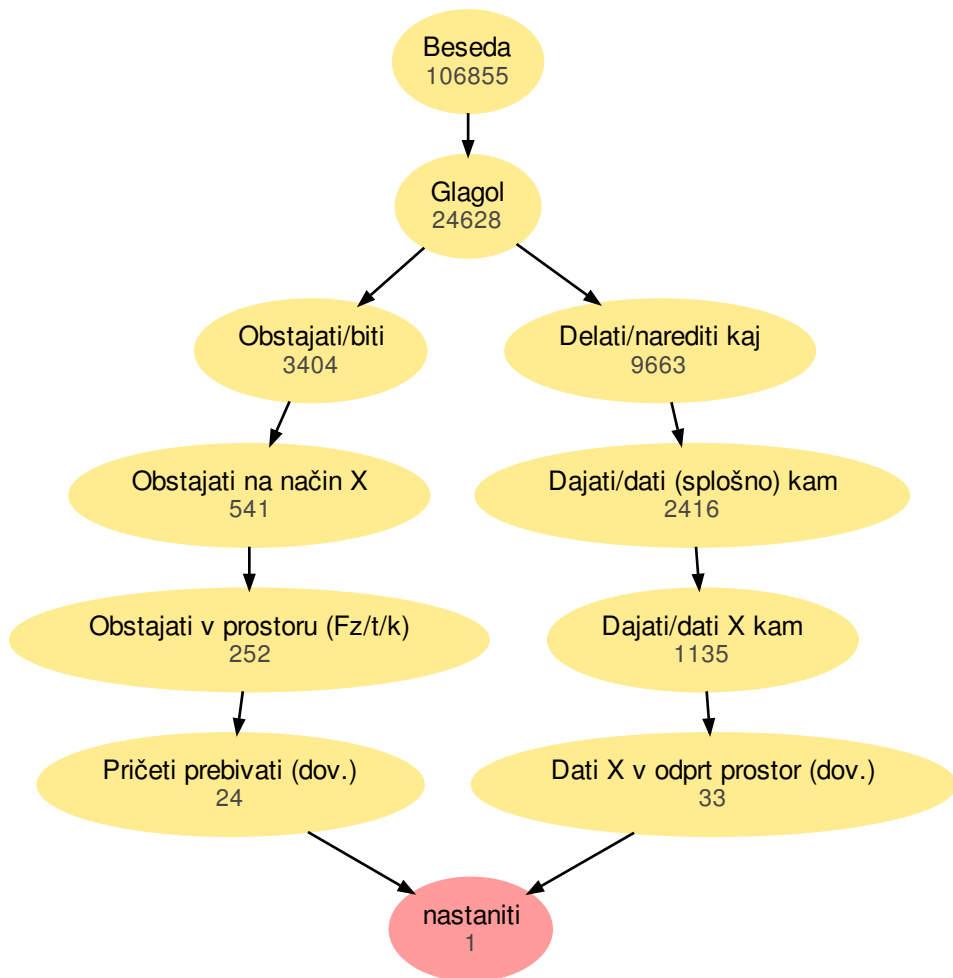 Beseda
106855
Glagol
24628
Obstajati/biti
3404
Delati/narediti kaj
9663
Obstajati na način X
541
Dajati/dati (splošno) kam
2416
Obstajati v prostoru (Fz/t/k)
252
Dajati/dati X kam
1135
Pričeti prebivati (dov.)
24
Dati X v odprt prostor (dov.)
33
nastaniti
1